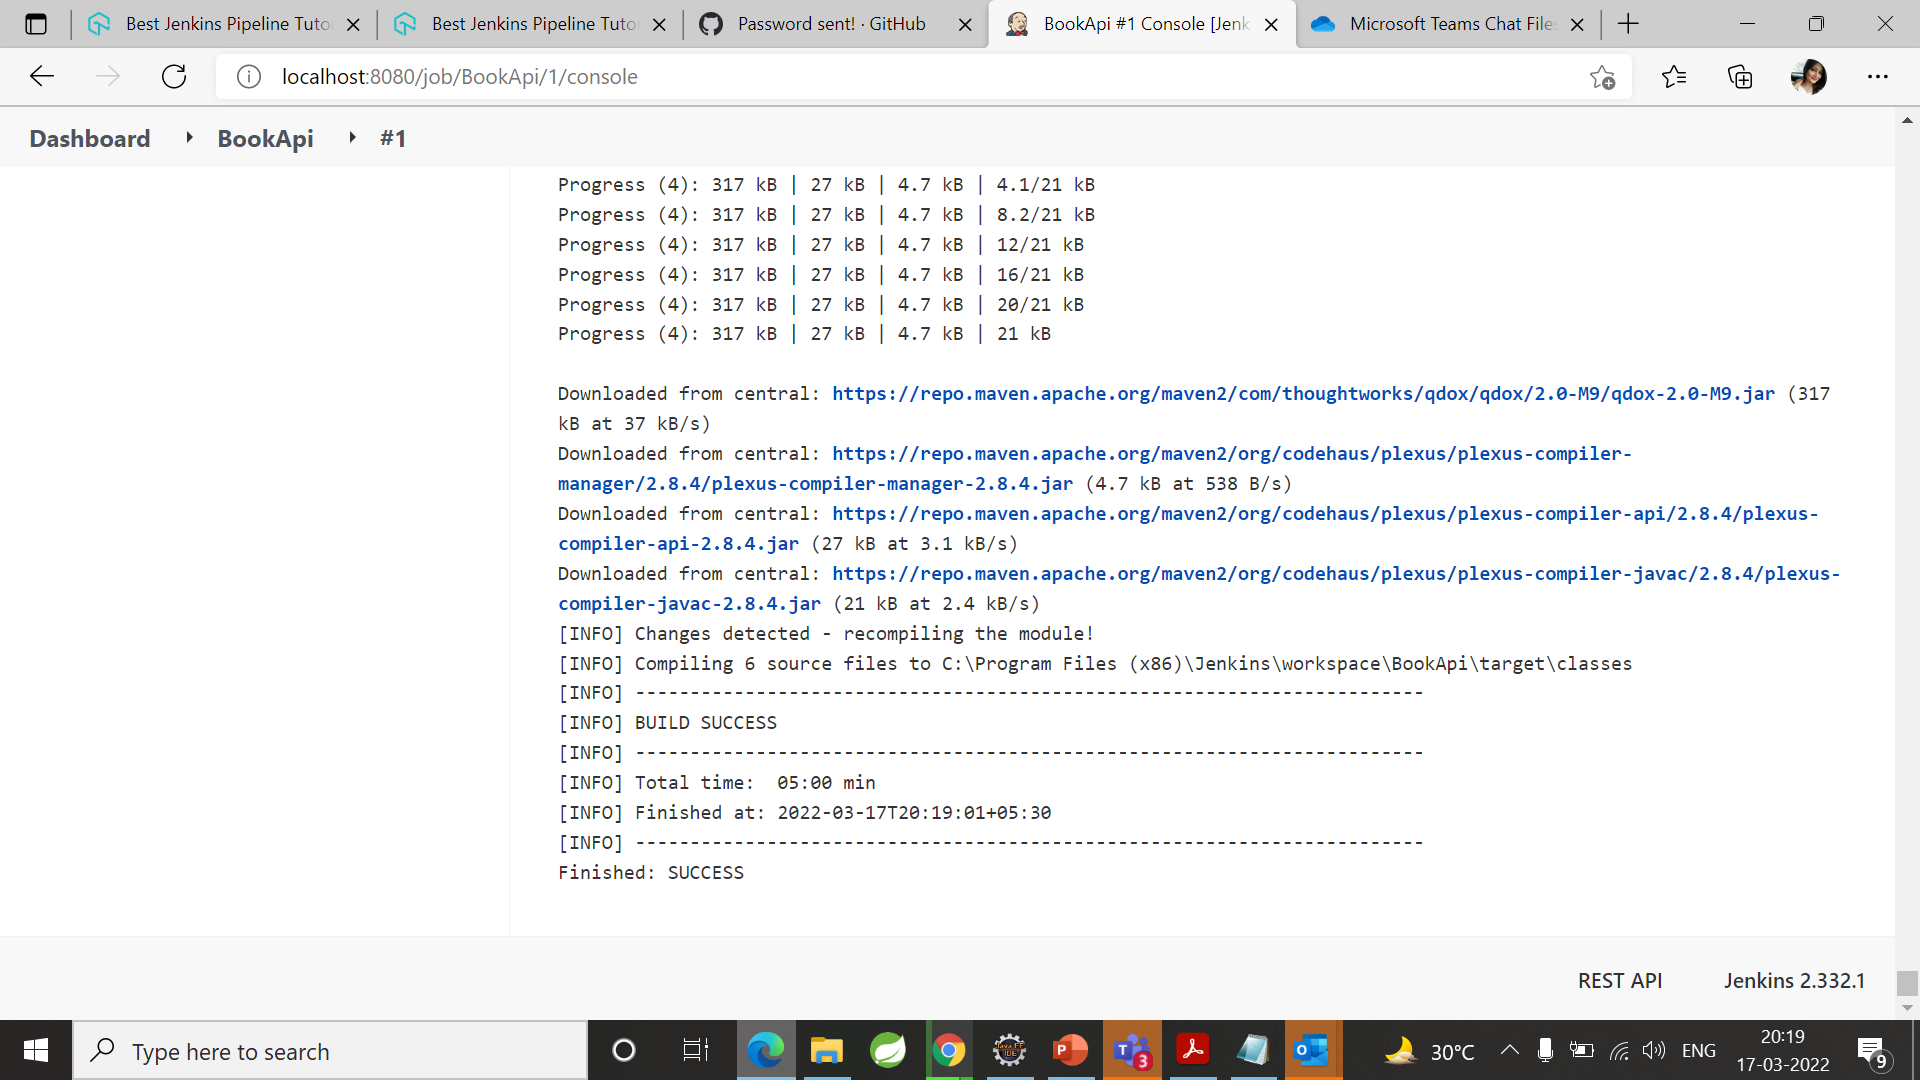 Best Jenkins Pipeline Tuto
Best Jenkins Pipeline Tuto
Password sent! · GitHub
BookApi #1 Console [Jenk
Microsoft Teams Chat File
localhost:8080/job/BookApi/1/console
Dashboard
BookApi
#1
Progress (4): 317 kB | 27 kB | 4.7 kB | 4.1/21 kB
Progress (4): 317 kB | 27 kB | 4.7 kB | 8.2/21 kB
Progress (4): 317 kB | 27 kB | 4.7 kB | 12/21 kB
Progress (4): 317 kB | 27 kB | 4.7 kB | 16/21 kB
Progress (4): 317 kB | 27 kB | 4.7 kB | 20/21 kB
Progress (4): 317 kB | 27 kB | 4.7 kB | 21 kB
Downloaded from central: https://repo.maven.apache.org/maven2/com/thoughtworks/qdox/qdox/2.0-M9/qdox-2.0-M9.jar (317
kB at 37 kB/s)
Downloaded from central: https://repo.maven.apache.org/maven2/org/codehaus/plexus/plexus-compiler-
manager/2.8.4/plexus-compiler-manager-2.8.4.jar (4.7 kB at 538 B/s)
Downloaded from central: https://repo.maven.apache.org/maven2/org/codehaus/plexus/plexus-compiler-api/2.8.4/plexus-
compiler-api-2.8.4.jar (27 kB at 3.1 kB/s)
Downloaded from central: https://repo.maven.apache.org/maven2/org/codehaus/plexus/plexus-compiler-javac/2.8.4/plexus-
compiler-javac-2.8.4.jar (21 kB at 2.4 kB/s)
[INFO] Changes detected - recompiling the module!
[INFO] Compiling 6 source files to C:\Program Files (x86)\Jenkins\workspace\BookApi\target\classes
[INFO] ------------------------------------------------------------------------
[INFO] BUILD SUCCESS
[INFO] ------------------------------------------------------------------------
[INFO] Total time:  05:00 min
[INFO] Finished at: 2022-03-17T20:19:01+05:30
[INFO] ------------------------------------------------------------------------
Finished: SUCCESS
REST API
Jenkins 2.332.1
Type here to search
3
30°C
ENG
20:19
17-03-2022
9